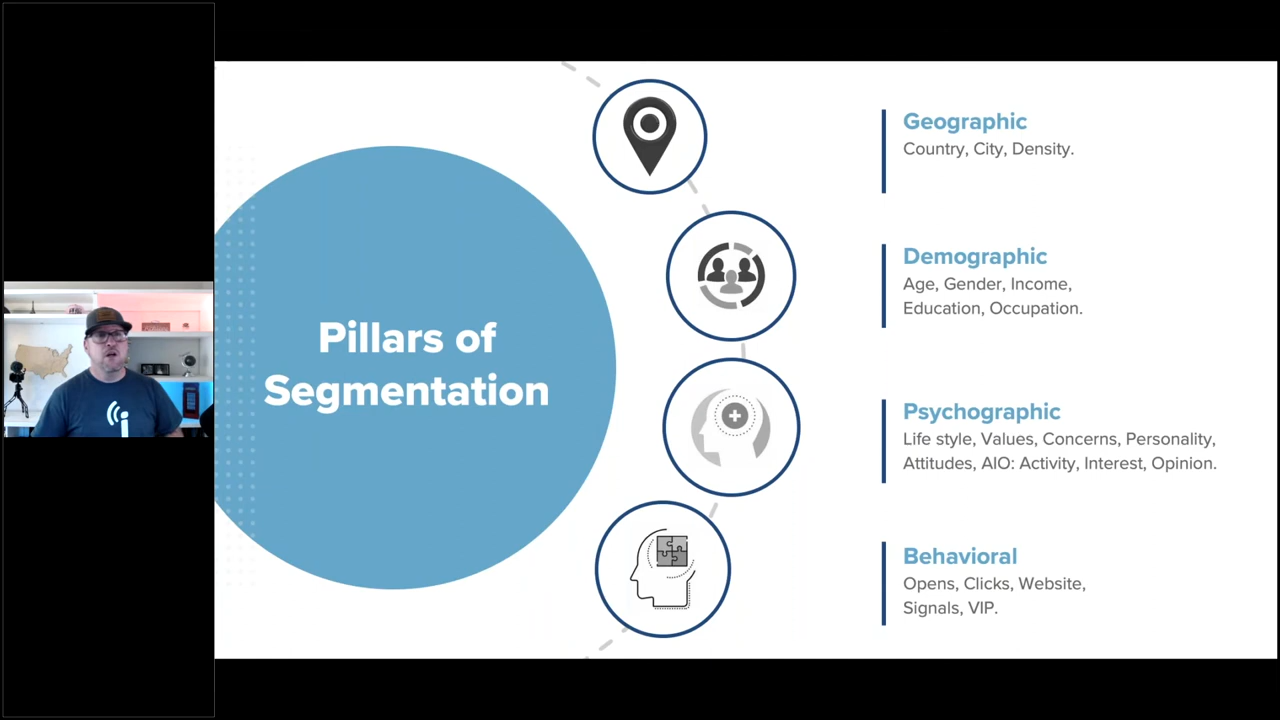 Pillars of
Segmentation
Geographic
Country, City, Density.
Demographic
Age, Gender, Income,
Education, Occupation.
Psychographic
Life style, Values, Concerns, Personality,
Attitudes, AIO: Activity, Interest, Opinion.
Behavioral
Opens, Clicks, Website,
Signals, VIP.